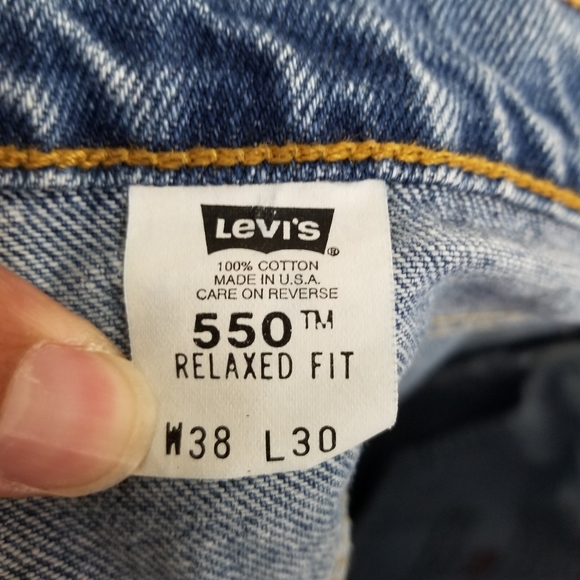 Levi's ®
100% COTTON
MADE IN U.S.A.
CARE ON REVERSE
550™
RELAXED FIT
W38 L30